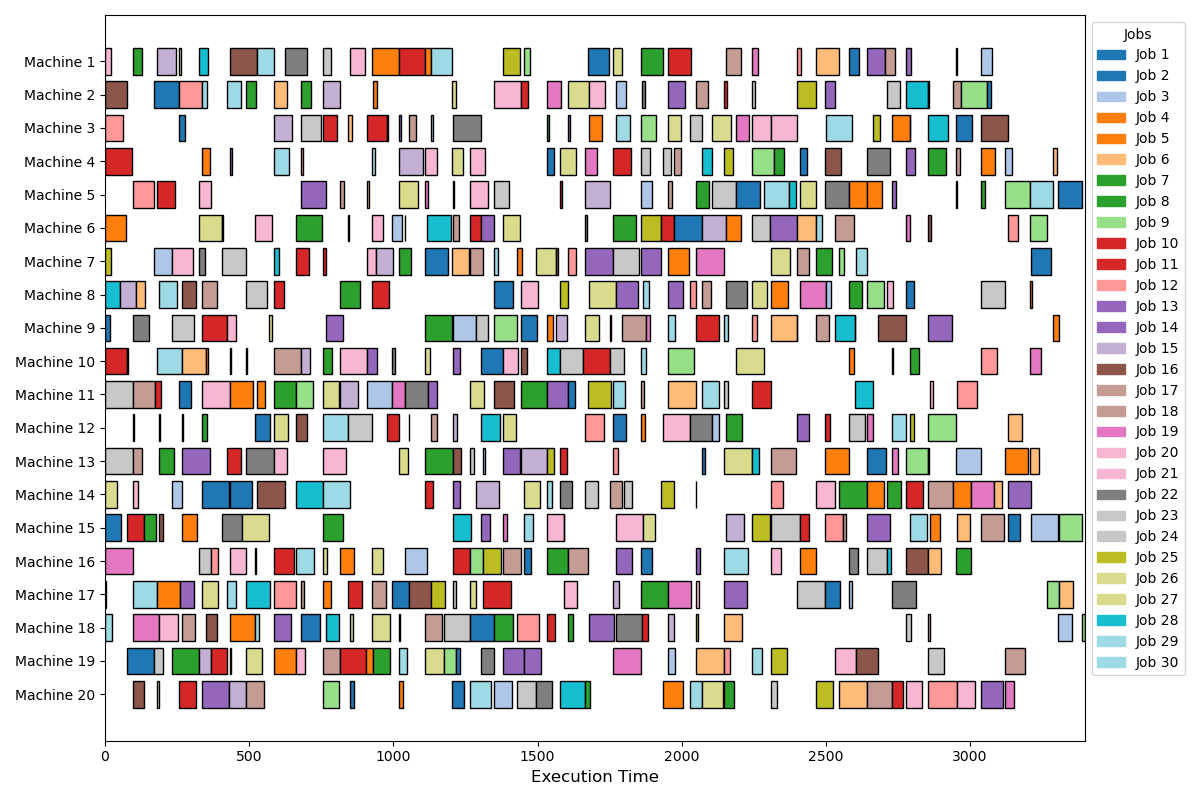 Machine 1
Machine 2
Machine 3
Machine 4
Machine 5
Machine 6
Machine 7
Machine 8
Machine 9
Machine 10
Machine 11
Machine 12
Machine 13
Machine 14
Machine 15
Machine 16
Machine 17
Machine 18
Machine 19
Machine 20
0 500 1000 1500 2000 2500 3000
Execution Time
Jobs
Job 1
Job 2
Job 3
Job 4
Job 5
Job 6
Job 7
Job 8
Job 9
Job 10
Job 11
Job 12
Job 13
Job 14
Job 15
Job 16
Job 17
Job 18
Job 19
Job 20
Job 21
Job 22
Job 23
Job 24
Job 25
Job 26
Job 27
Job 28
Job 29
Job 30